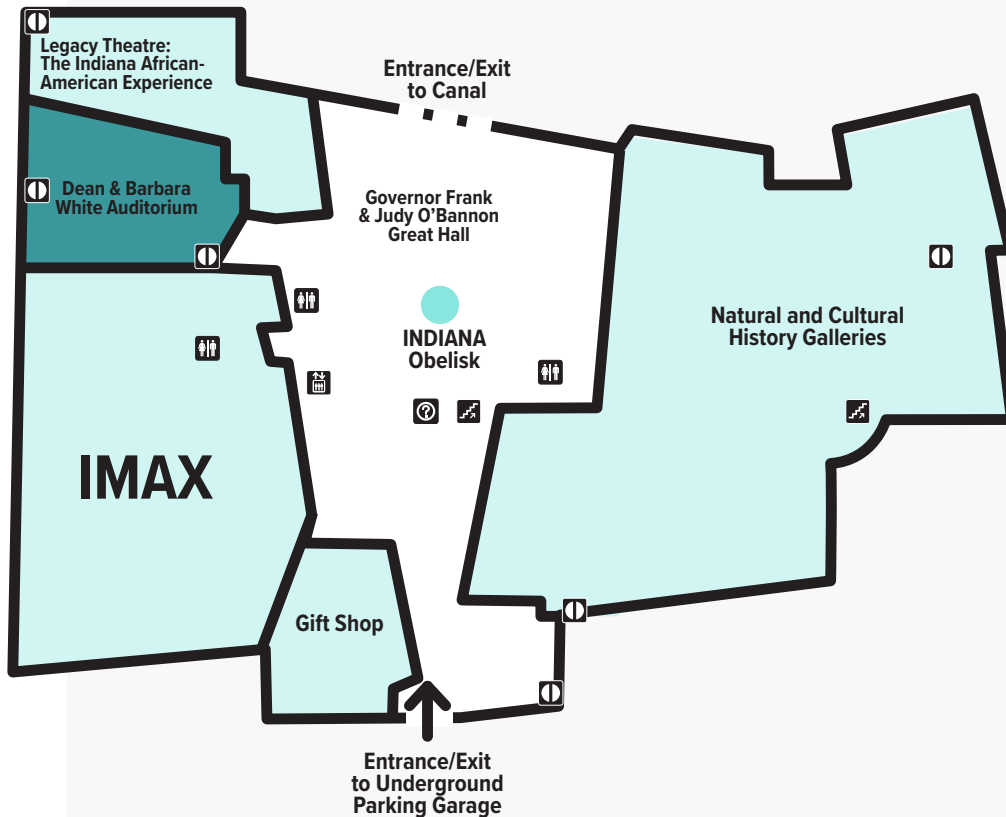 Legacy Theatre:
The Indiana African-
American Experience
Entrance/Exit
to Canal
Dean & Barbara
White Auditorium
Governor Frank
& Judy O'Bannon
Great Hall
INDIANA
Obelisk
Natural and Cultural
History Galleries
?
IMAX
Gift Shop
Entrance/Exit
to Underground
Parking Garage